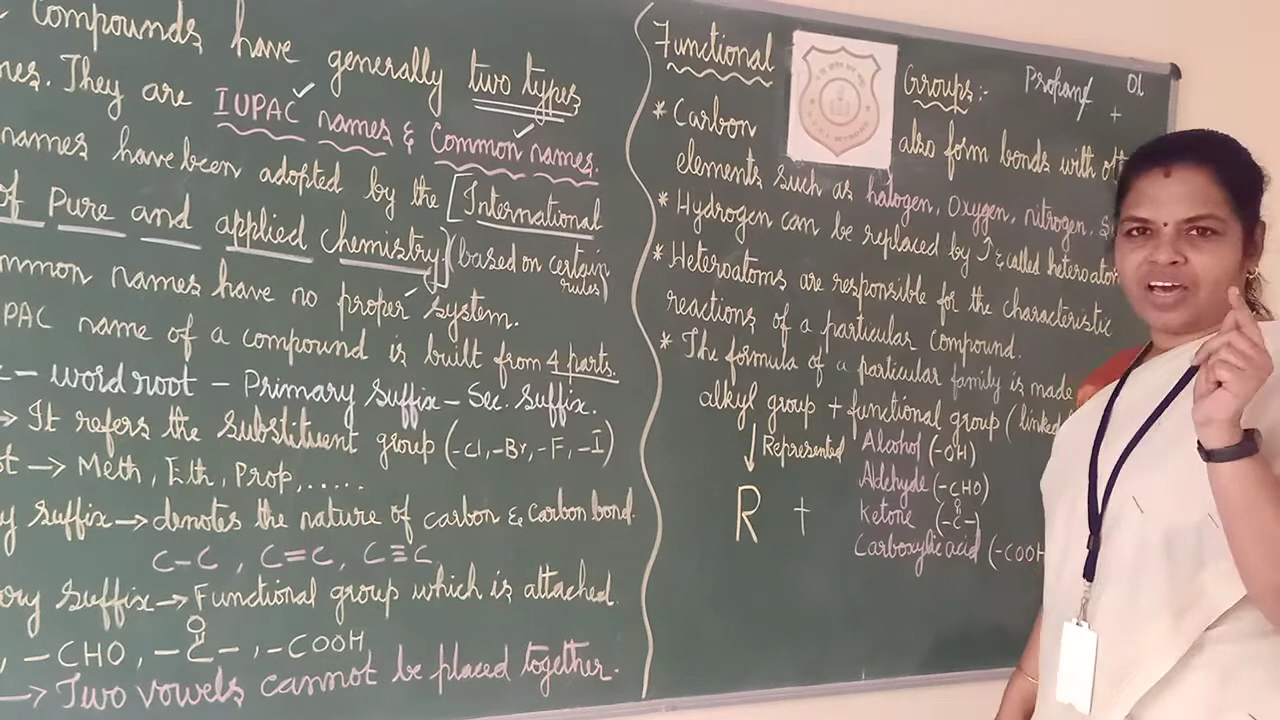 Compounds have generally two types
They are IUPAC names & Common names.
names have been adopted by the [International
of Pure and applied Chemistry] (based on certain
rules)
names have no proper system.
PAC name of a compound is built from 4 parts.
– word root – Primary Suffix – Sec. Suffix.
→ It refers the substituent group (-Cl, -Br, -F, -I)
→ Meth, Eth, Prop, .....
suffix → denotes the nature of carbon & carbon bond.
C-C , C=C, C≡C
suffix → Functional group which is attached.
O
, -CHO, -C- , -COOH
→ Two vowels cannot be placed together.
Functional Groups:-
Propane Ol
+
* Carbon also form bonds with
elements such as halogen, Oxygen, nitrogen,
* Hydrogen can be replaced by & called
* Heteroatoms are responsible for the characteristic
reactions of a particular compound.
* The formula of a particular family is made
alkyl group + functional group (linked
↓ Represented
R +
Alcohol (-OH)
Aldehyde (-CHO)
O
Ketone (-C-)
Carboxylic acid (-COOH